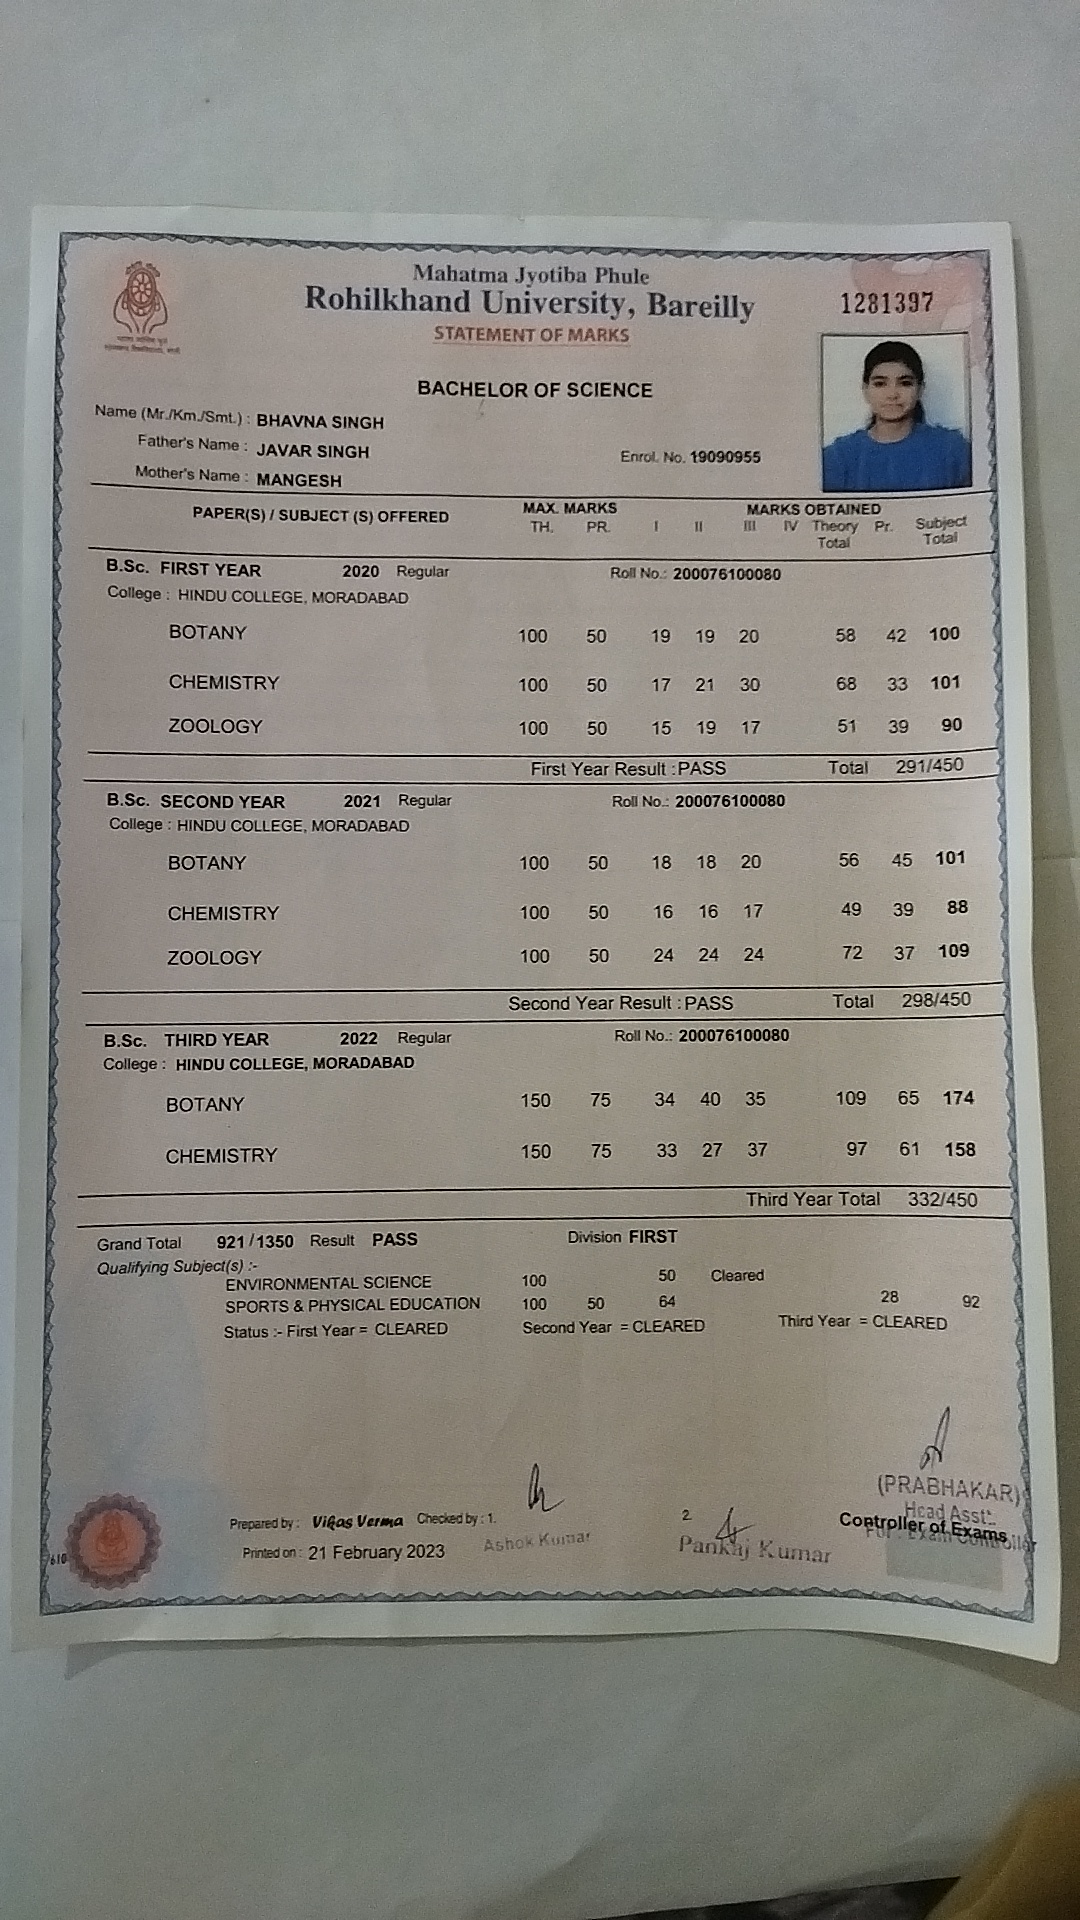 Mahatma Jyotiba Phule
Rohilkhand University, Bareilly
1281397
STATEMENT OF MARKS
BACHELOR OF SCIENCE
Name (Mr./Km./Smt.) : BHAVNA SINGH
Father's Name : JAVAR SINGH
Enrol. No. 19090955
Mother's Name : MANGESH
PAPER(S) / SUBJECT (S) OFFERED MAX. MARKS MARKS OBTAINED
TH. PR. I II III IV Theory Total Pr. Subject Total
B.Sc. FIRST YEAR 2020 Regular Roll No.: 200076100080
College : HINDU COLLEGE, MORADABAD
BOTANY 100 50 19 19 20 58 42 100
CHEMISTRY 100 50 17 21 30 68 33 101
ZOOLOGY 100 50 15 19 17 51 39 90
First Year Result : PASS Total 291/450
B.Sc. SECOND YEAR 2021 Regular Roll No.: 200076100080
College : HINDU COLLEGE, MORADABAD
BOTANY 100 50 18 18 20 56 45 101
CHEMISTRY 100 50 16 16 17 49 39 88
ZOOLOGY 100 50 24 24 24 72 37 109
Second Year Result : PASS Total 298/450
B.Sc. THIRD YEAR 2022 Regular Roll No.: 200076100080
College : HINDU COLLEGE, MORADABAD
BOTANY 150 75 34 40 35 109 65 174
CHEMISTRY 150 75 33 27 37 97 61 158
Third Year Total 332/450
Grand Total 921/1350 Result PASS Division FIRST
Qualifying Subject(s) :-
ENVIRONMENTAL SCIENCE 100 50 Cleared
SPORTS & PHYSICAL EDUCATION 100 50 64 28 92
Status :- First Year = CLEARED Second Year = CLEARED Third Year = CLEARED
(PRABHAKAR)
Head Asstt.
Prepared by : Vikas Verma Checked by : 1. 2 Controller of Exams
For : Exam Controller
Printed on : 21 February 2023 Ashok Kumar Pankaj Kumar
610